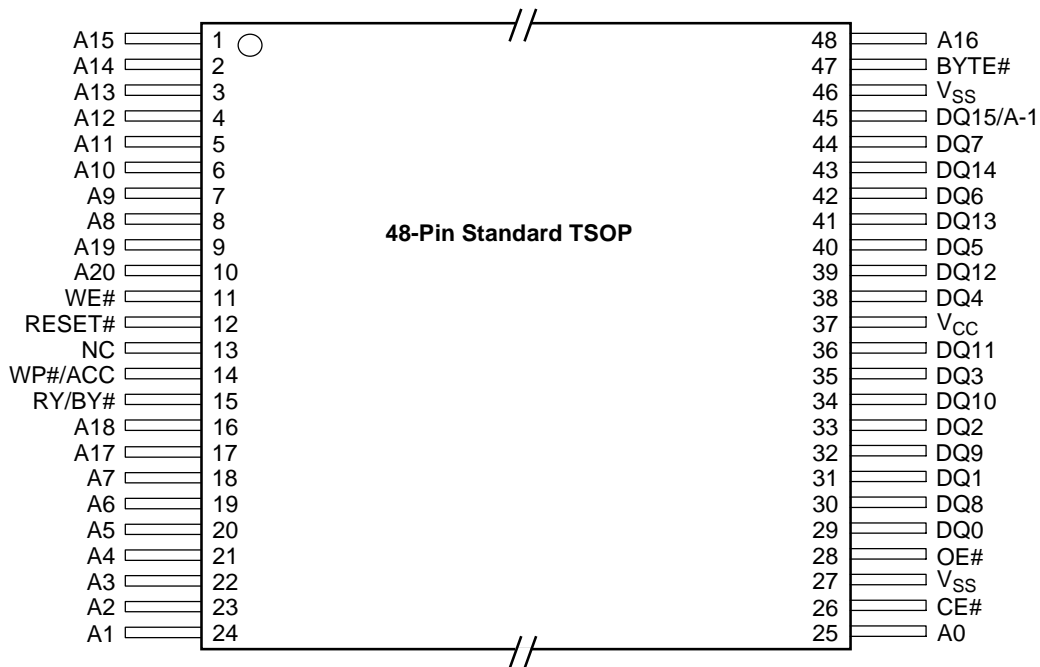 A15 1 48 A16
A14 2 47 BYTE#
A13 3 46 VSS
A12 4 45 DQ15/A-1
A11 5 44 DQ7
A10 6 43 DQ14
A9 7 42 DQ6
A8 8 41 DQ13
48-Pin Standard TSOP
A19 9 40 DQ5
A20 10 39 DQ12
WE# 11 38 DQ4
RESET# 12 37 VCC
NC 13 36 DQ11
WP#/ACC 14 35 DQ3
RY/BY# 15 34 DQ10
A18 16 33 DQ2
A17 17 32 DQ9
A7 18 31 DQ1
A6 19 30 DQ8
A5 20 29 DQ0
A4 21 28 OE#
A3 22 27 VSS
A2 23 26 CE#
A1 24 25 A0